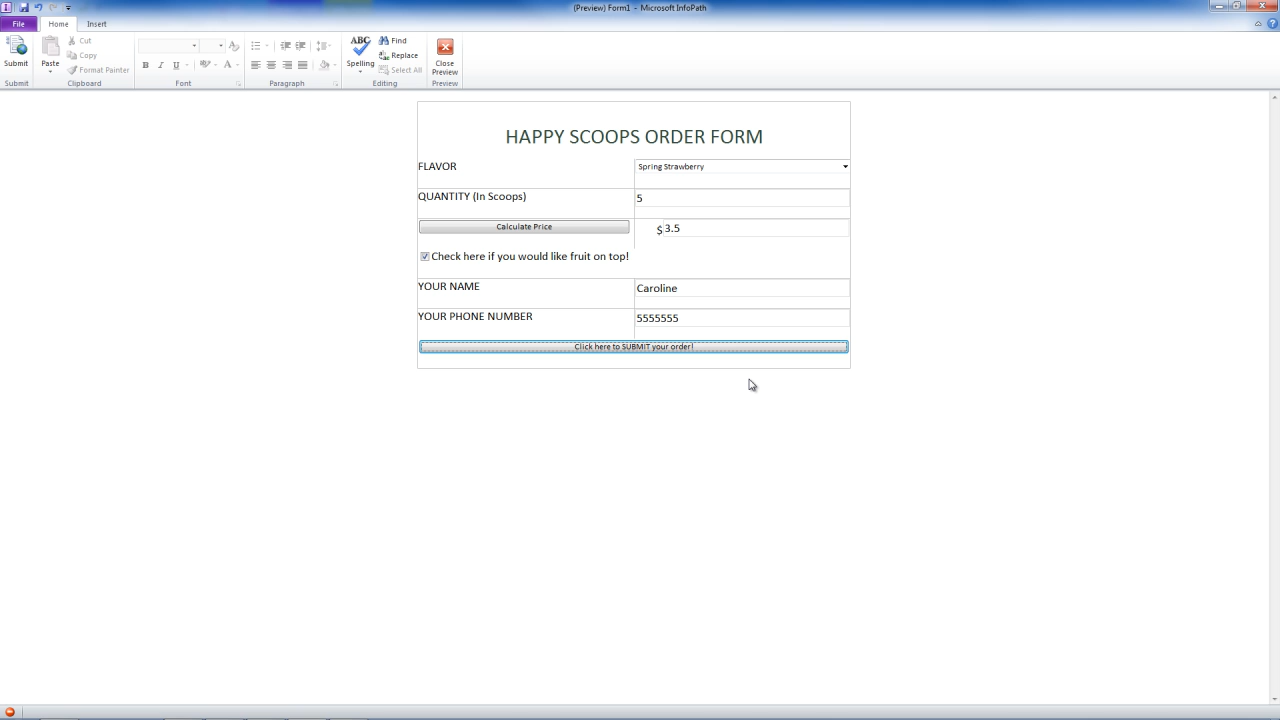 (Preview) Form1 - Microsoft InfoPath
File Home Insert
Submit
Paste
Cut
Copy
Format Painter
B I U A
ABC
Spelling
Find
Replace
Select All
Close Preview
Submit Clipboard Font Paragraph Editing Preview
HAPPY SCOOPS ORDER FORM
FLAVOR Spring Strawberry
QUANTITY (In Scoops) 5
Calculate Price $ 3.5
Check here if you would like fruit on top!
YOUR NAME Caroline
YOUR PHONE NUMBER 5555555
Click here to SUBMIT your order!